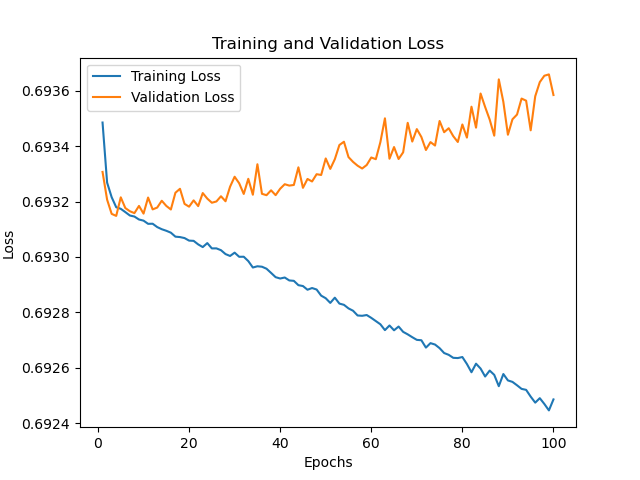 Training and Validation Loss
Training Loss
Validation Loss
0.6936
0.6934
0.6932
0.6930
0.6928
0.6926
0.6924
Loss
0 20 40 60 80 100
Epochs